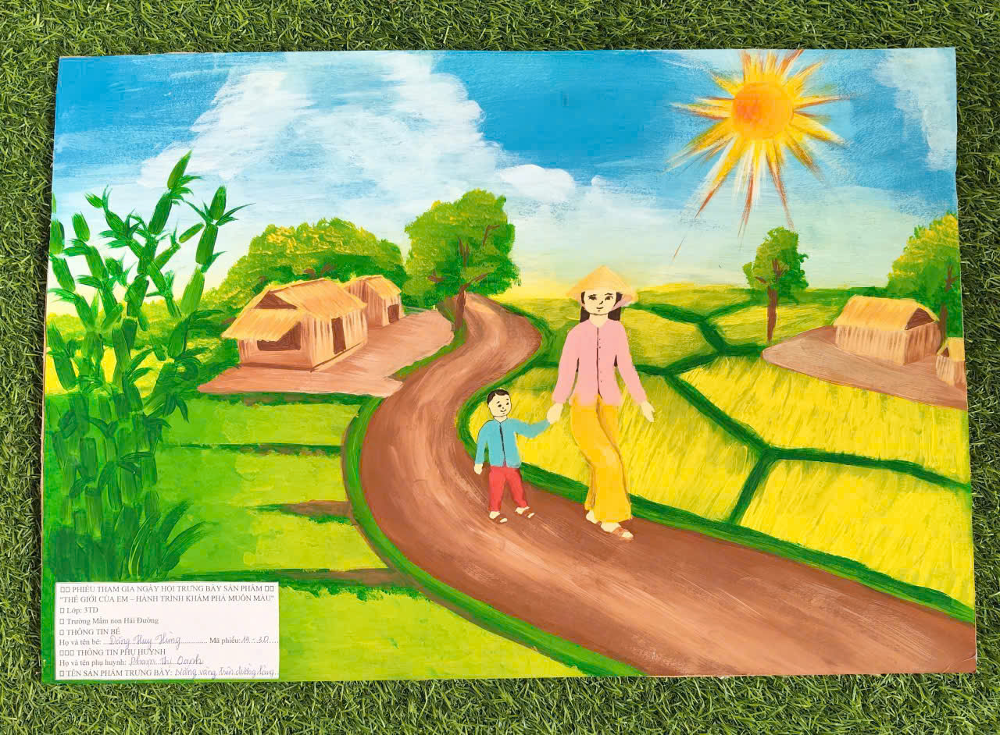 PHIẾU THAM GIA NGÀY HỘI TRƯNG BÀY SẢN PHẨM
"THẾ GIỚI CỦA EM – HÀNH TRÌNH KHÁM PHÁ MUÔN MÀU"
Lớp: 3TD
Trường Mầm non Hải Đường
THÔNG TIN BÉ
Họ và tên bé: ...Đặng Huy Hùng............. Mã phiếu: 14 - 3D....
THÔNG TIN PHỤ HUYNH
Họ và tên phụ huynh: .Phạm Thị Oanh
TÊN SẢN PHẨM TRƯNG BÀY: Nắng vàng trên đường làng..